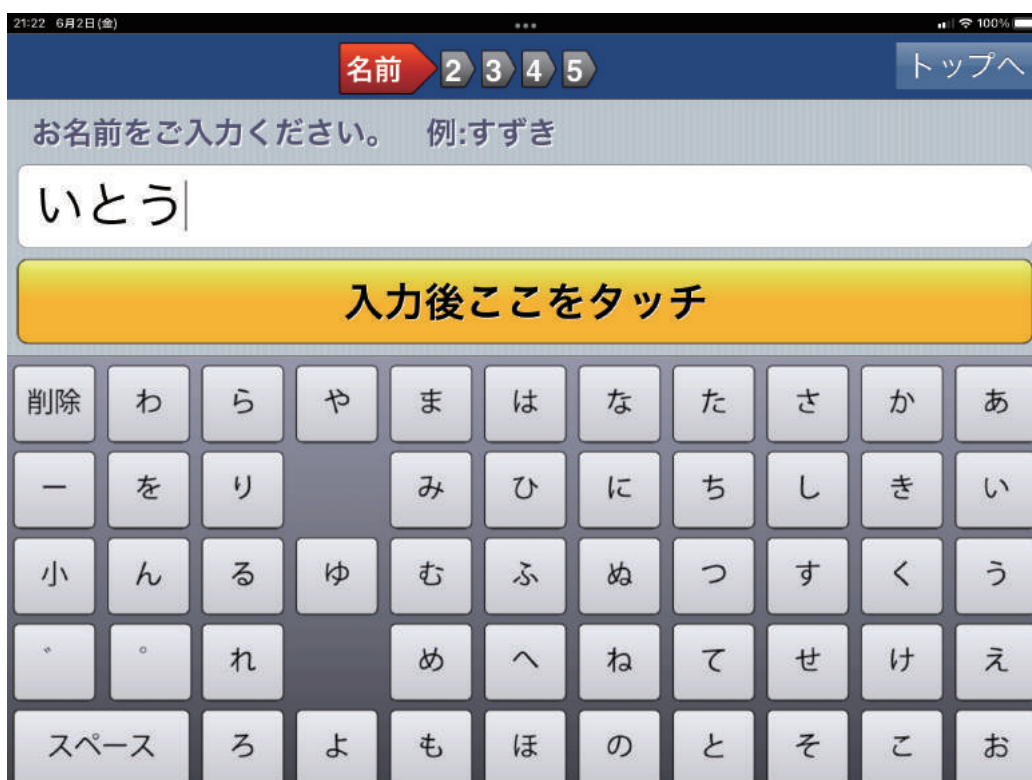 21:22 6月2日(金) 100%
名前 2 3 4 5 トップへ
お名前をご入力ください。 例:すずき
いとう
入力後ここをタッチ
削除 わ ら や ま は な た さ か あ
ー を り み ひ に ち し き い
小 ん る ゆ む ふ ぬ つ す く う
゛ ゜ れ め へ ね て せ け え
スペース ろ よ も ほ の と そ こ お